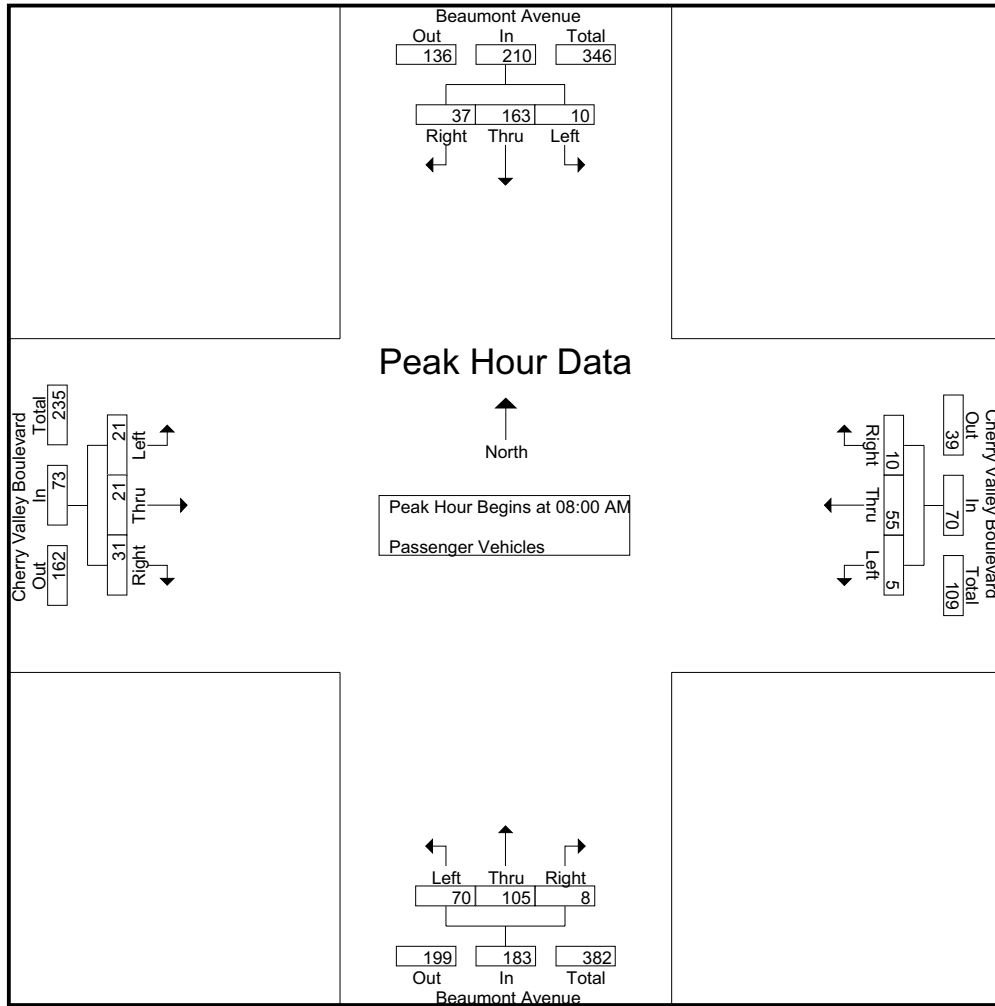 Beaumont Avenue
Out In Total
136 210 346
37 163 10
Right Thru Left
Peak Hour Data
North
Peak Hour Begins at 08:00 AM
Passenger Vehicles
Cherry Valley Boulevard
Total In Out
235 73 162
21 21 31
Left Thru Right
Cherry Valley Boulevard
Out In Total
39 70 109
10 55 5
Right Thru Left
Left Thru Right
70 105 8
199 183 382
Out In Total
Beaumont Avenue